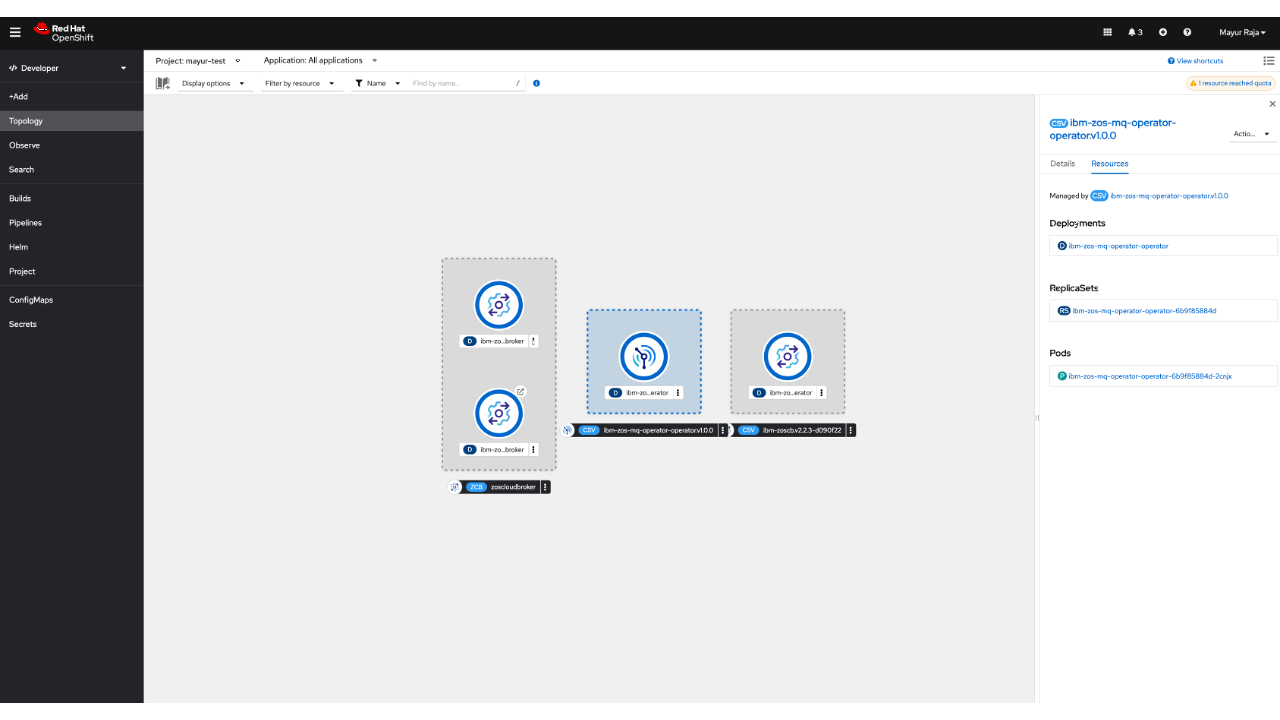 Red Hat
OpenShift
3
Mayur Raja
Developer
+Add
Topology
Observe
Search
Builds
Pipelines
Helm
Project
ConfigMaps
Secrets
Project: mayur-test
Application: All applications
View shortcuts
Display options
Filter by resource
Name
Find by name...
/
1 resource reached quota
D ibm-zo...broker
D ibm-zo...broker
ZCB zoscloudbroker
D ibm-zo...erator
CSV ibm-zos-mq-operator-operator.v1.0.0
D ibm-zo...erator
CSV ibm-zoscb.v2.2.3-d090f22
CSV ibm-zos-mq-operator-
operator.v1.0.0
Actio...
Details
Resources
Managed by CSV ibm-zos-mq-operator-operator.v1.0.0
Deployments
D ibm-zos-mq-operator-operator
ReplicaSets
RS ibm-zos-mq-operator-operator-6b9f85884d
Pods
P ibm-zos-mq-operator-operator-6b9f85884d-2cnjx